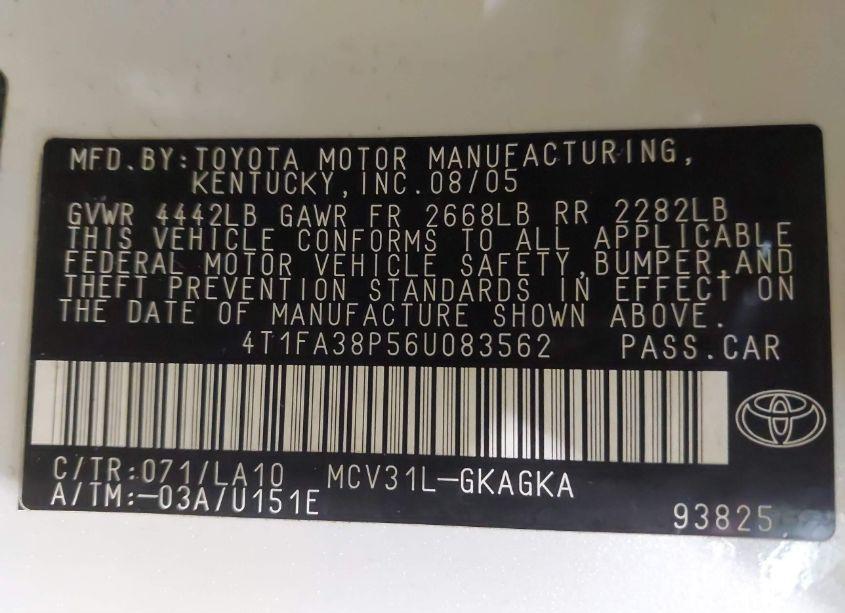 MFD.BY:TOYOTA MOTOR MANUFACTURING,
KENTUCKY,INC.08/05
GVWR 4442LB GAWR FR 2668LB RR 2282LB
THIS VEHICLE CONFORMS TO ALL APPLICABLE
FEDERAL MOTOR VEHICLE SAFETY,BUMPER,AND
THEFT PREVENTION STANDARDS IN EFFECT ON
THE DATE OF MANUFACTURE SHOWN ABOVE.
4T1FA38P56U083562 PASS.CAR
C/TR:071/LA10 MCV31L-GKAGKA
A/TM:-03A/U151E
93825